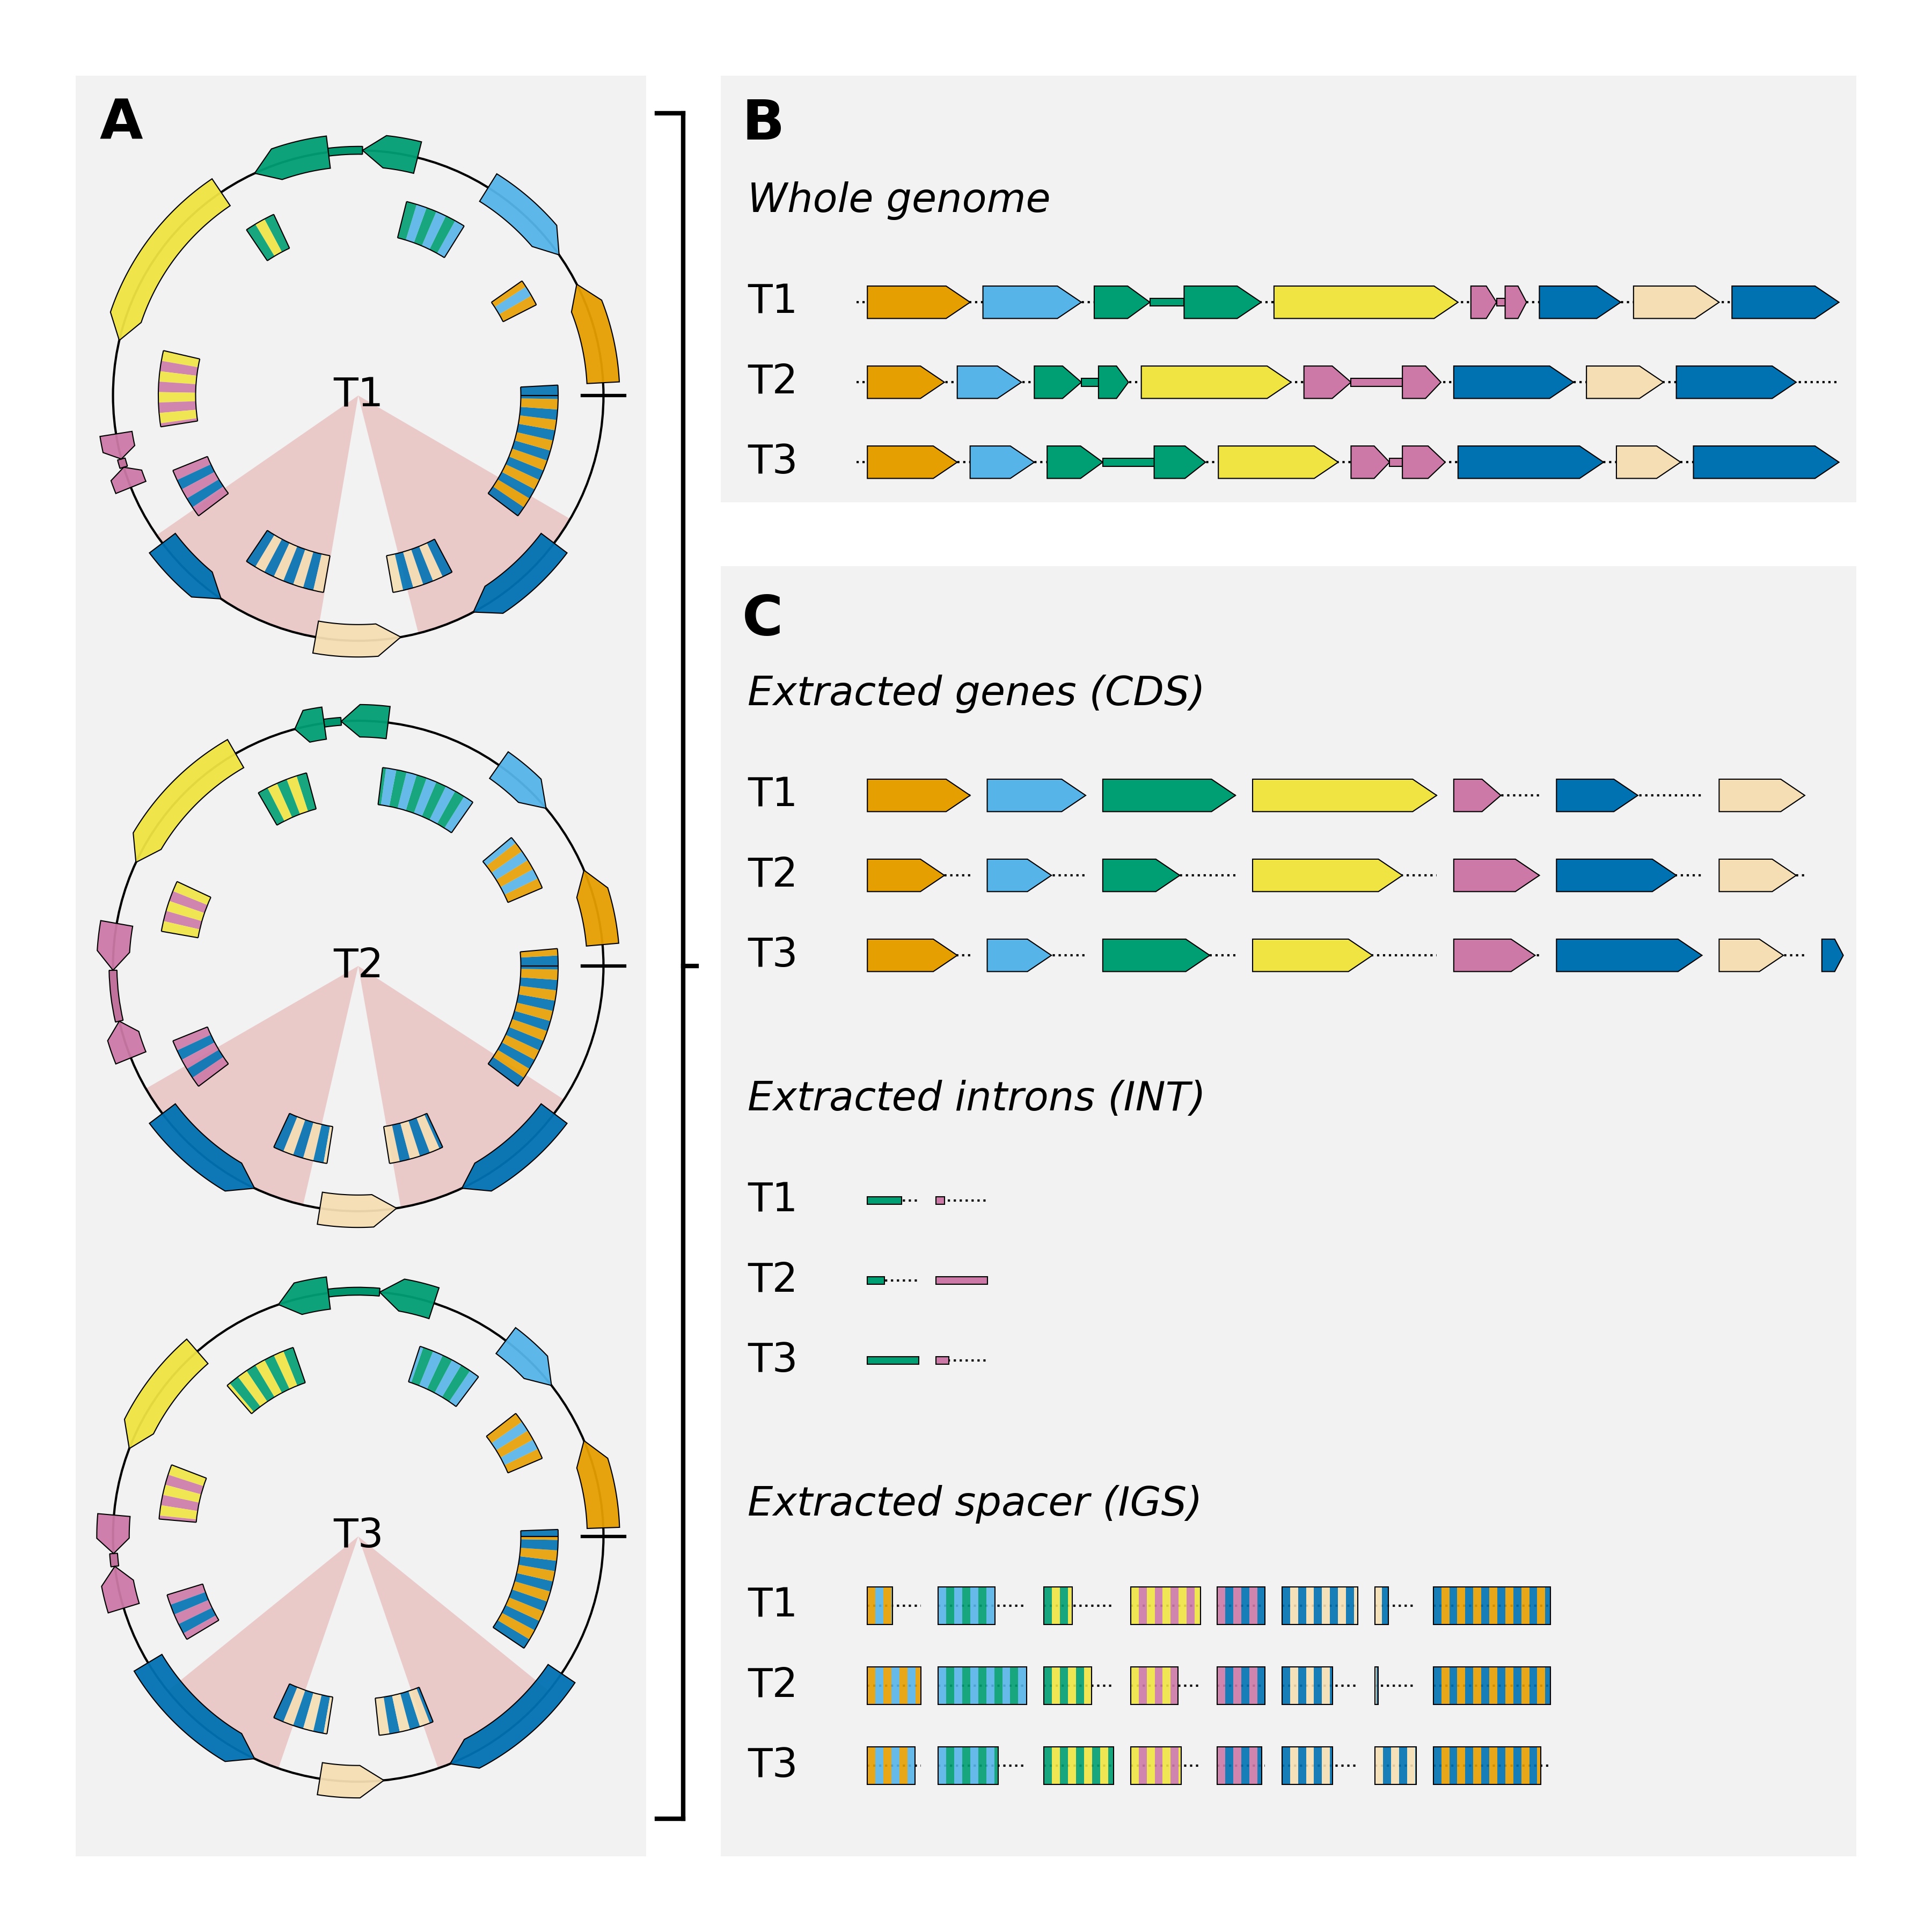 A
T1
T2
T3
B
Whole genome
T1
T2
T3
C
Extracted genes (CDS)
T1
T2
T3
Extracted introns (INT)
T1
T2
T3
Extracted spacer (IGS)
T1
T2
T3